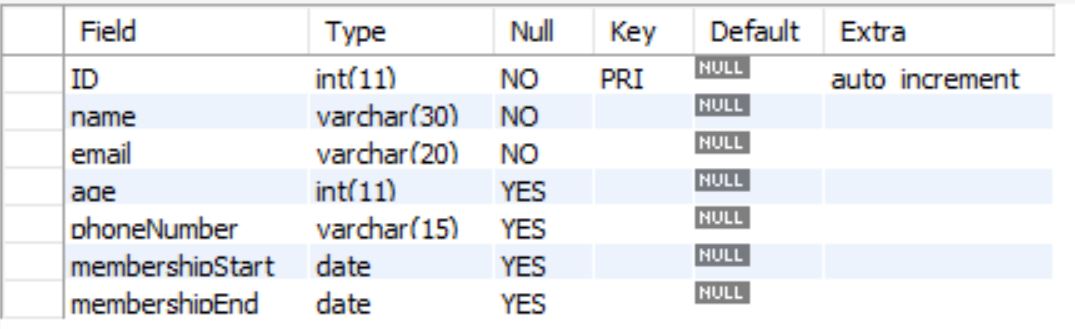 Field Type Null Key Default Extra
ID int(11) NO PRI NULL auto_increment
name varchar(30) NO NULL
email varchar(20) NO NULL
age int(11) YES NULL
phoneNumber varchar(15) YES NULL
membershipStart date YES NULL
membershipEnd date YES NULL